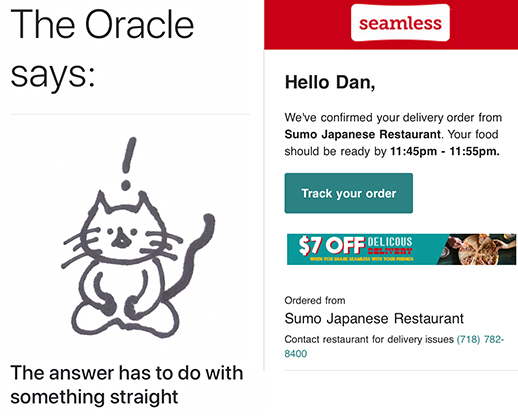 The Oracle
says:
!
The answer has to do with
something straight
seamless
Hello Dan,
We've confirmed your delivery order from
Sumo Japanese Restaurant. Your food
should be ready by 11:45pm - 11:55pm.
Track your order
$7 OFF DELICOUS
DELIVERY
WHEN YOU SHARE SEAMLESS WITH YOUR FRIENDS
Ordered from
Sumo Japanese Restaurant
Contact restaurant for delivery issues (718) 782-
8400